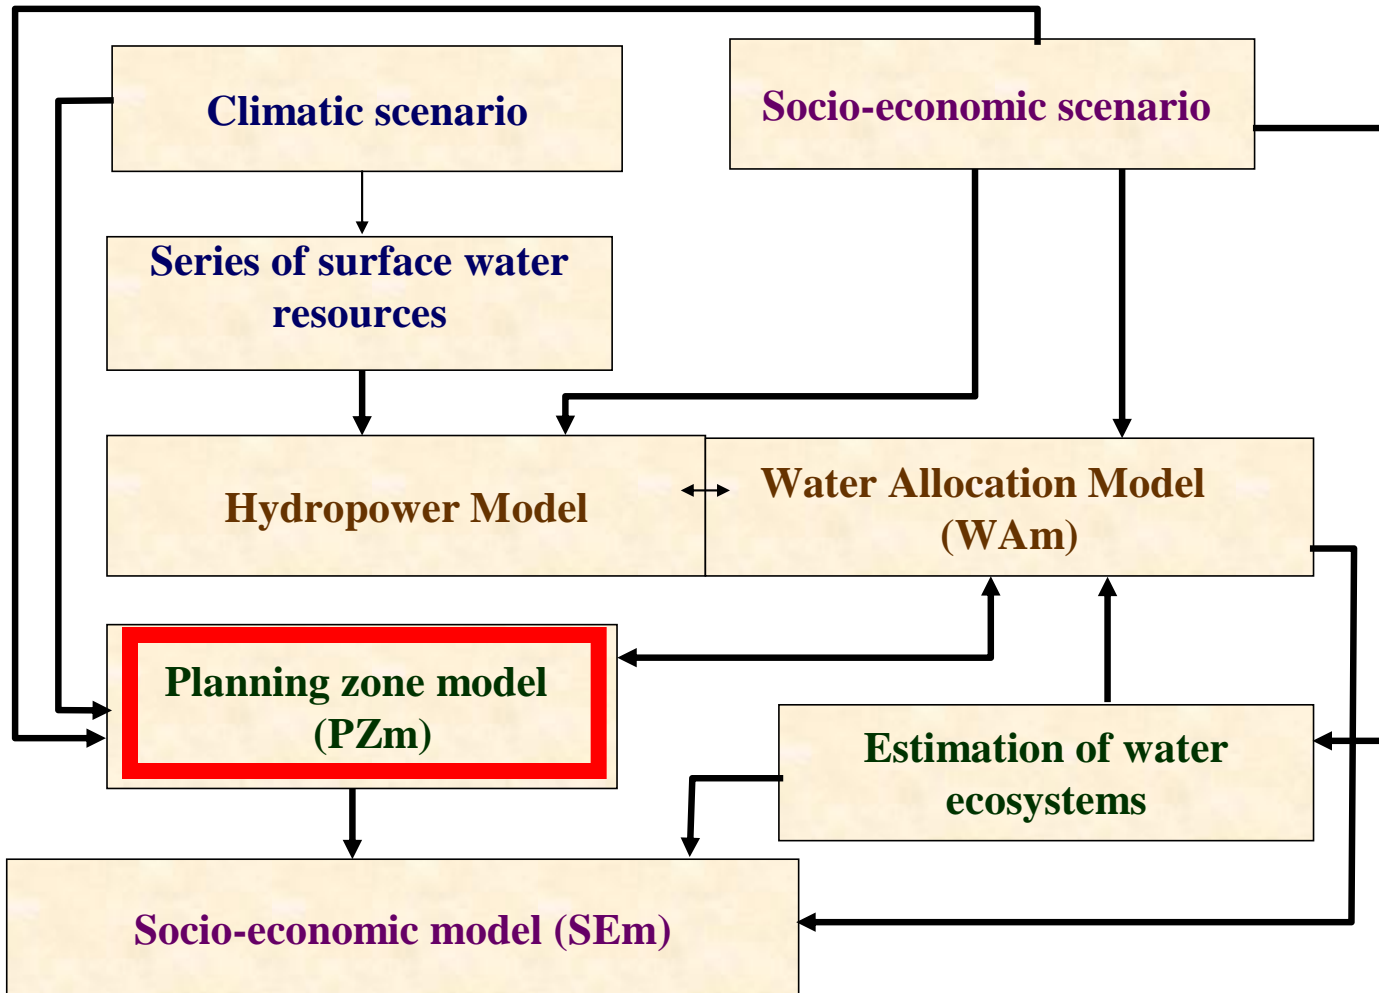 Climatic scenario
Socio-economic scenario
Series of surface water
resources
Hydropower Model
Water Allocation Model
(WAm)
Planning zone model
(PZm)
Estimation of water
ecosystems
Socio-economic model (SEm)